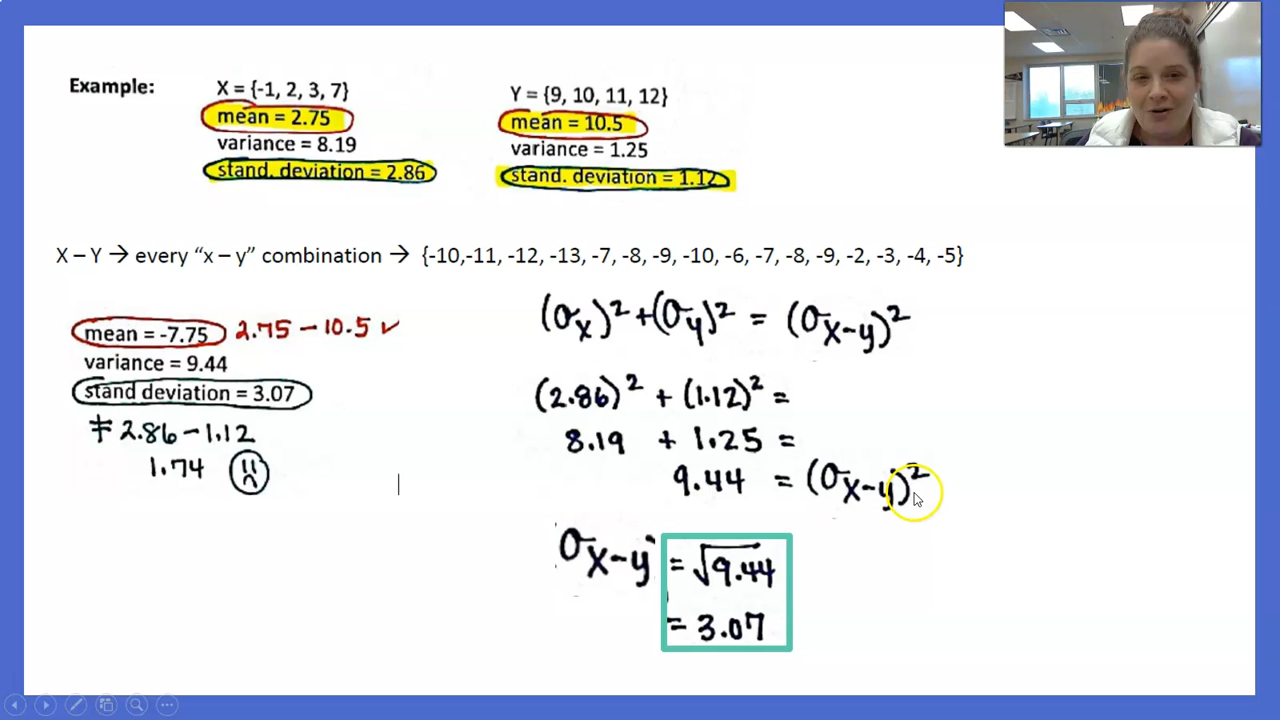 Example:
X = {-1, 2, 3, 7}
mean = 2.75
variance = 8.19
stand. deviation = 2.86
Y = {9, 10, 11, 12}
mean = 10.5
variance = 1.25
stand. deviation = 1.12
X – Y → every “x – y” combination → {-10,-11, -12, -13, -7, -8, -9, -10, -6, -7, -8, -9, -2, -3, -4, -5}
mean = -7.75 2.75 - 10.5 ✓
variance = 9.44
stand deviation = 3.07
≠ 2.86 - 1.12
1.74
(σx)² + (σy)² = (σx-y)²
(2.86)² + (1.12)² =
8.19 + 1.25 =
9.44 = (σx-y)²
σx-y = √9.44
= 3.07